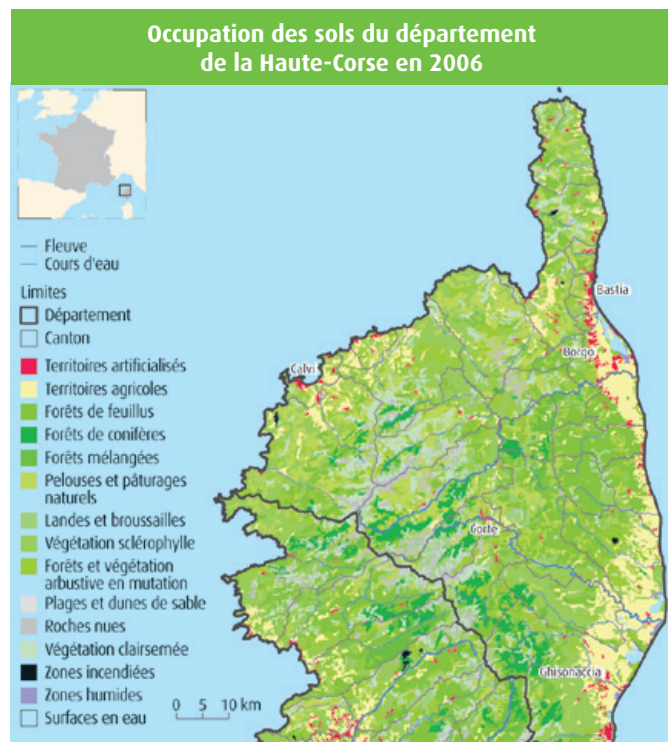 Occupation des sols du département
de la Haute-Corse en 2006
Fleuve
Cours d'eau
Limites
Département
Canton
Territoires artificialisés
Territoires agricoles
Forêts de feuillus
Forêts de conifères
Forêts mélangées
Pelouses et pâturages
naturels
Landes et broussailles
Végétation sclérophylle
Forêts et végétation
arbustive en mutation
Plages et dunes de sable
Roches nues
Végétation clairsemée
Zones incendiées
Zones humides
Surfaces en eau
0 5 10 km
Bastia
Borgo
Calvi
Corte
Ghisonaccia